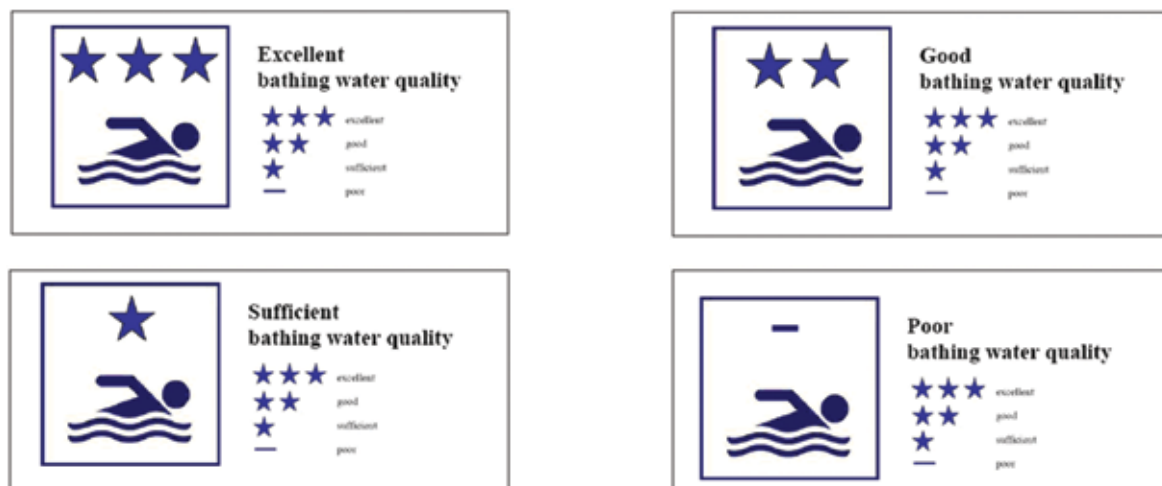 Excellent
bathing water quality
excellent
good
sufficient
poor
Good
bathing water quality
excellent
good
sufficient
poor
Sufficient
bathing water quality
excellent
good
sufficient
poor
Poor
bathing water quality
excellent
good
sufficient
poor